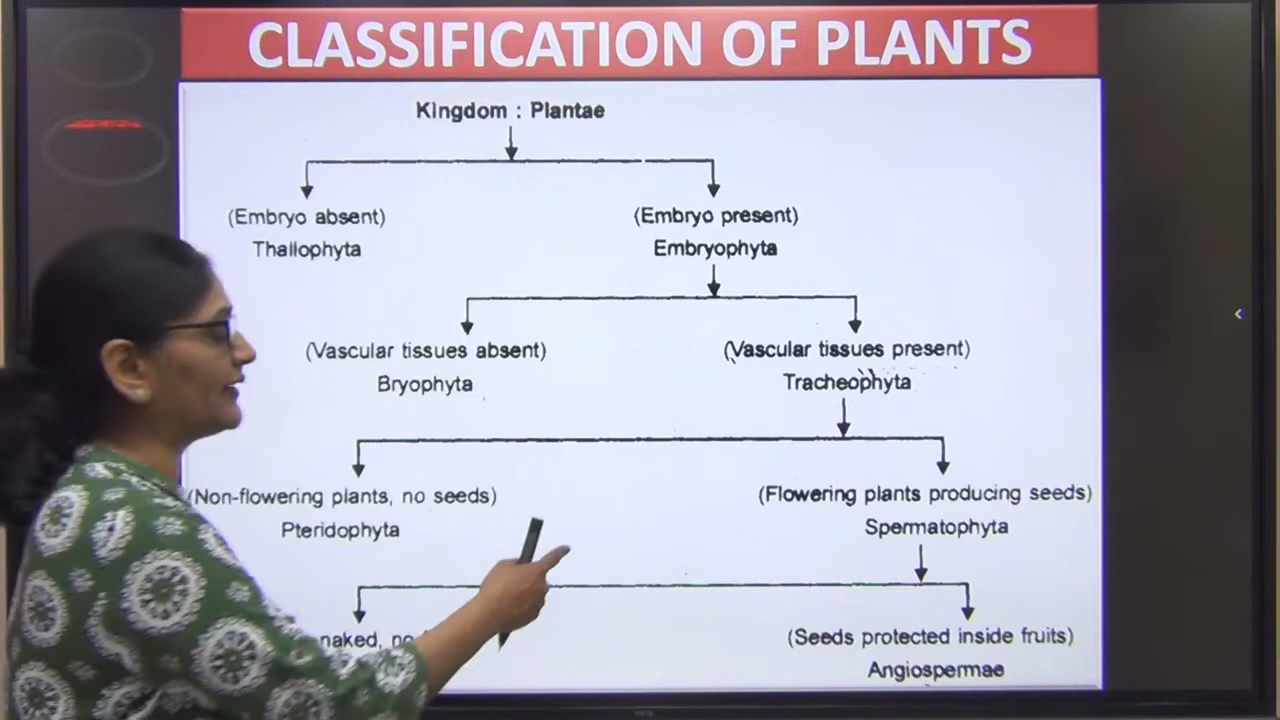 CLASSIFICATION OF PLANTS
Kingdom : Plantae
(Embryo absent)
Thallophyta
(Embryo present)
Embryophyta
(Vascular tissues absent)
Bryophyta
(Vascular tissues present)
Tracheophyta
(Non-flowering plants, no seeds)
Pteridophyta
(Flowering plants producing seeds)
Spermatophyta
naked, no
(Seeds protected inside fruits)
Angiospermae